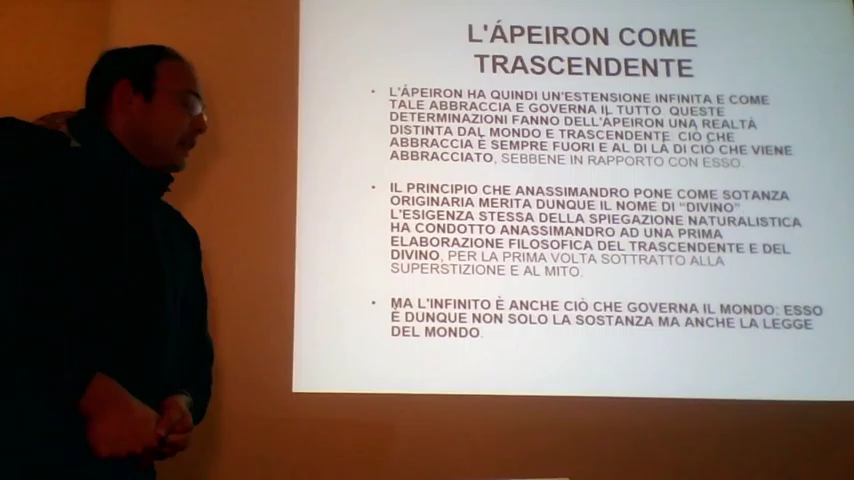 L'ÁPEIRON COME
TRASCENDENTE
• L'ÁPEIRON HA QUINDI UN'ESTENSIONE INFINITA E COME
TALE ABBRACCIA E GOVERNA IL TUTTO. QUESTE
DETERMINAZIONI FANNO DELL'ÁPEIRON UNA REALTÀ
DISTINTA DAL MONDO E TRASCENDENTE. CIÒ CHE
ABBRACCIA È SEMPRE FUORI E AL DI LÀ DI CIÒ CHE VIENE
ABBRACCIATO, SEBBENE IN RAPPORTO CON ESSO.
• IL PRINCIPIO CHE ANASSIMANDRO PONE COME SOTANZA
ORIGINARIA MERITA DUNQUE IL NOME DI "DIVINO"
L'ESIGENZA STESSA DELLA SPIEGAZIONE NATURALISTICA
HA CONDOTTO ANASSIMANDRO AD UNA PRIMA
ELABORAZIONE FILOSOFICA DEL TRASCENDENTE E DEL
DIVINO, PER LA PRIMA VOLTA SOTTRATTO ALLA
SUPERSTIZIONE E AL MITO.
• MA L'INFINITO È ANCHE CIÒ CHE GOVERNA IL MONDO: ESSO
È DUNQUE NON SOLO LA SOSTANZA MA ANCHE LA LEGGE
DEL MONDO.